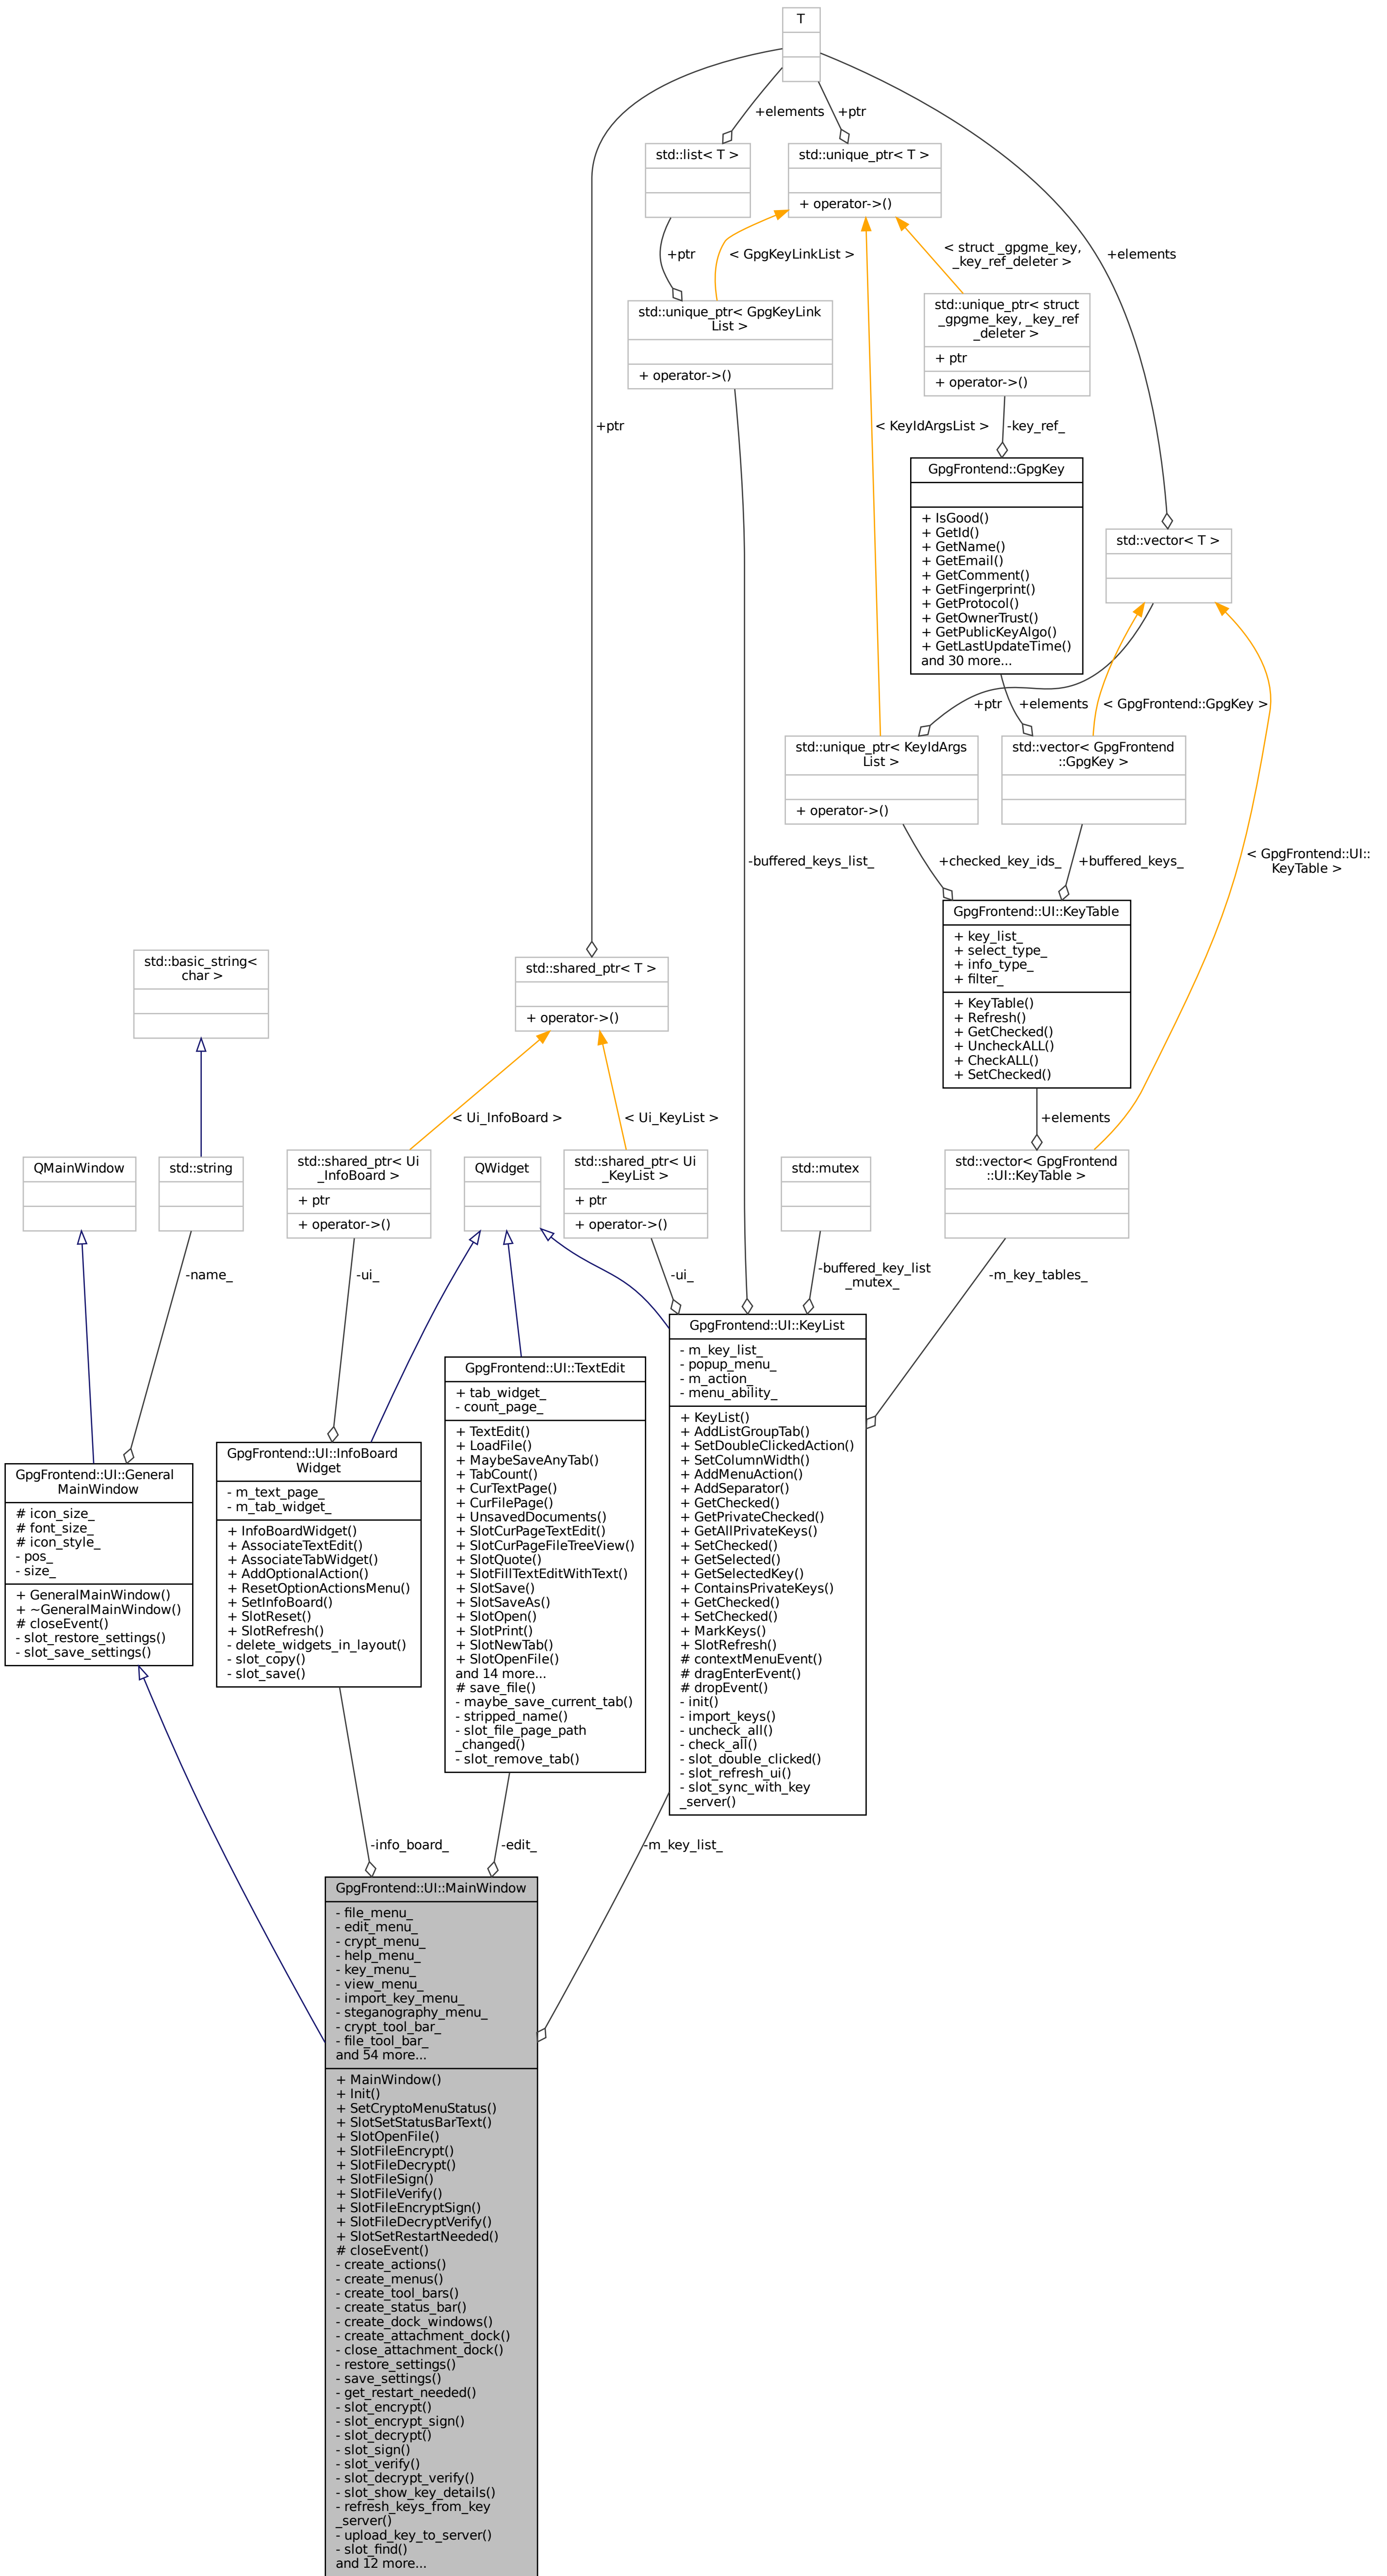 T
+elements
+ptr
std::list< T >
std::unique_ptr< T >
+ operator->()
+ptr
< GpgKeyLinkList >
< struct _gpgme_key,
_key_ref_deleter >
+elements
std::unique_ptr< GpgKeyLink
List >
+ operator->()
std::unique_ptr< struct
_gpgme_key, _key_ref
_deleter >
+ ptr
+ operator->()
+ptr
< KeyIdArgsList >
-key_ref_
GpgFrontend::GpgKey
+ IsGood()
+ GetId()
+ GetName()
+ GetEmail()
+ GetComment()
+ GetFingerprint()
+ GetProtocol()
+ GetOwnerTrust()
+ GetPublicKeyAlgo()
+ GetLastUpdateTime()
and 30 more...
std::vector< T >
+ptr
+elements
< GpgFrontend::GpgKey >
std::unique_ptr< KeyIdArgs
List >
+ operator->()
std::vector< GpgFrontend
::GpgKey >
-buffered_keys_list_
+checked_key_ids_
+buffered_keys_
< GpgFrontend::UI::
KeyTable >
GpgFrontend::UI::KeyTable
+ key_list_
+ select_type_
+ info_type_
+ filter_
+ KeyTable()
+ Refresh()
+ GetChecked()
+ UncheckALL()
+ CheckALL()
+ SetChecked()
std::basic_string<
char >
std::shared_ptr< T >
+ operator->()
< Ui_InfoBoard >
< Ui_KeyList >
+elements
QMainWindow
std::string
std::shared_ptr< Ui
_InfoBoard >
+ ptr
+ operator->()
QWidget
std::shared_ptr< Ui
_KeyList >
+ ptr
+ operator->()
std::mutex
std::vector< GpgFrontend
::UI::KeyTable >
-name_
-ui_
-ui_
-buffered_key_list
_mutex_
-m_key_tables_
GpgFrontend::UI::General
MainWindow
# icon_size_
# font_size_
# icon_style_
- pos_
- size_
+ GeneralMainWindow()
+ ~GeneralMainWindow()
# closeEvent()
- slot_restore_settings()
- slot_save_settings()
GpgFrontend::UI::InfoBoard
Widget
- m_text_page_
- m_tab_widget_
+ InfoBoardWidget()
+ AssociateTextEdit()
+ AssociateTabWidget()
+ AddOptionalAction()
+ ResetOptionActionsMenu()
+ SetInfoBoard()
+ SlotReset()
+ SlotRefresh()
- delete_widgets_in_layout()
- slot_copy()
- slot_save()
GpgFrontend::UI::TextEdit
+ tab_widget_
- count_page_
+ TextEdit()
+ LoadFile()
+ MaybeSaveAnyTab()
+ TabCount()
+ CurTextPage()
+ CurFilePage()
+ UnsavedDocuments()
+ SlotCurPageTextEdit()
+ SlotCurPageFileTreeView()
+ SlotQuote()
+ SlotFillTextEditWithText()
+ SlotSave()
+ SlotSaveAs()
+ SlotOpen()
+ SlotPrint()
+ SlotNewTab()
+ SlotOpenFile()
and 14 more...
# save_file()
- maybe_save_current_tab()
- stripped_name()
- slot_file_page_path
_changed()
- slot_remove_tab()
GpgFrontend::UI::KeyList
- m_key_list_
- popup_menu_
- m_action_
- menu_ability_
+ KeyList()
+ AddListGroupTab()
+ SetDoubleClickedAction()
+ SetColumnWidth()
+ AddMenuAction()
+ AddSeparator()
+ GetChecked()
+ GetPrivateChecked()
+ GetAllPrivateKeys()
+ SetChecked()
+ GetSelected()
+ GetSelectedKey()
+ ContainsPrivateKeys()
+ GetChecked()
+ SetChecked()
+ MarkKeys()
+ SlotRefresh()
# contextMenuEvent()
# dragEnterEvent()
# dropEvent()
- init()
- import_keys()
- uncheck_all()
- check_all()
- slot_double_clicked()
- slot_refresh_ui()
- slot_sync_with_key
_server()
-info_board_
-edit_
-m_key_list_
GpgFrontend::UI::MainWindow
- file_menu_
- edit_menu_
- crypt_menu_
- help_menu_
- key_menu_
- view_menu_
- import_key_menu_
- steganography_menu_
- crypt_tool_bar_
- file_tool_bar_
and 54 more...
+ MainWindow()
+ Init()
+ SetCryptoMenuStatus()
+ SlotSetStatusBarText()
+ SlotOpenFile()
+ SlotFileEncrypt()
+ SlotFileDecrypt()
+ SlotFileSign()
+ SlotFileVerify()
+ SlotFileEncryptSign()
+ SlotFileDecryptVerify()
+ SlotSetRestartNeeded()
# closeEvent()
- create_actions()
- create_menus()
- create_tool_bars()
- create_status_bar()
- create_dock_windows()
- create_attachment_dock()
- close_attachment_dock()
- restore_settings()
- save_settings()
- get_restart_needed()
- slot_encrypt()
- slot_encrypt_sign()
- slot_decrypt()
- slot_sign()
- slot_verify()
- slot_decrypt_verify()
- slot_show_key_details()
- refresh_keys_from_key
_server()
- upload_key_to_server()
- slot_find()
and 12 more...